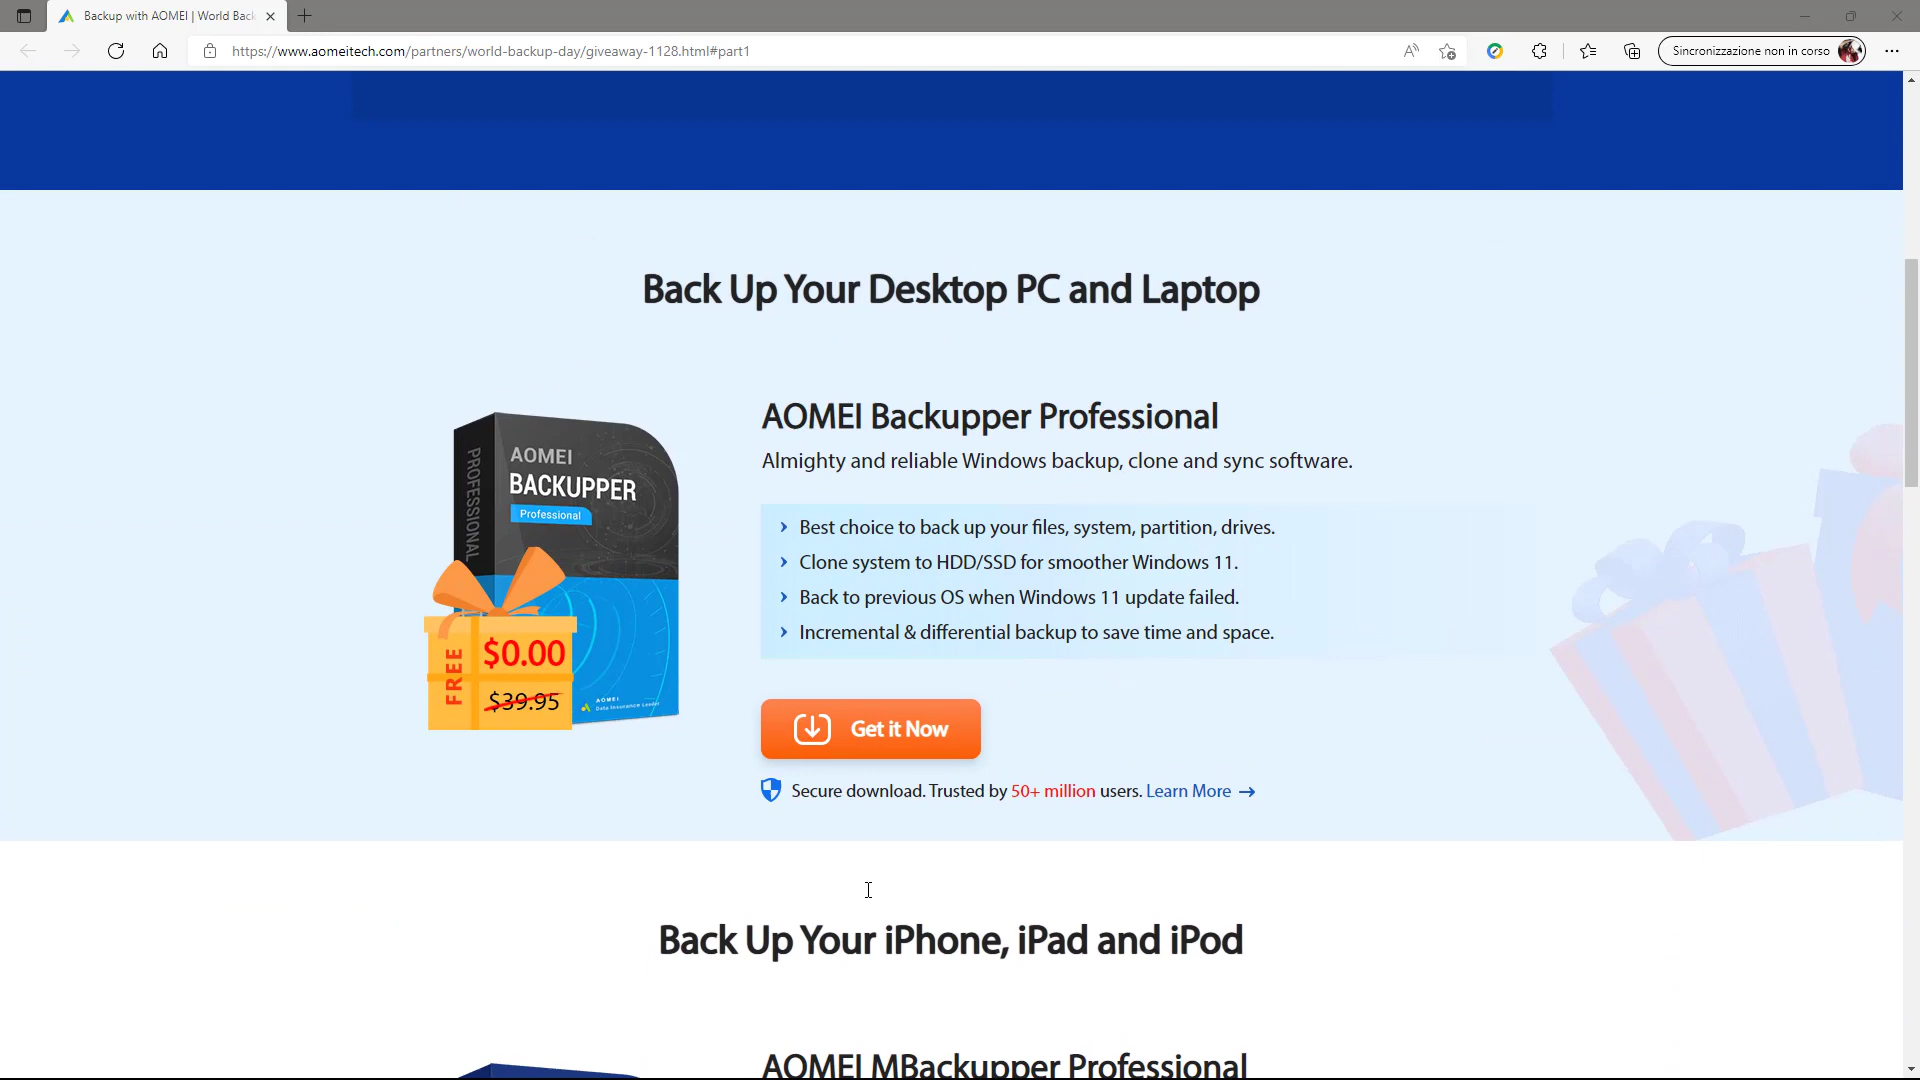 Backup with AOMEI | World Back
https://www.aomeitech.com/partners/world-backup-day/giveaway-1128.html#part1
Sincronizzazione non in corso
Back Up Your Desktop PC and Laptop
PROFESSIONAL
AOMEI
BACKUPPER
Professional
FREE
$0.00
$39.95
AOMEI
Data Insurance Leader
AOMEI Backupper Professional
Almighty and reliable Windows backup, clone and sync software.
Best choice to back up your files, system, partition, drives.
Clone system to HDD/SSD for smoother Windows 11.
Back to previous OS when Windows 11 update failed.
Incremental & differential backup to save time and space.
Get it Now
Secure download. Trusted by 50+ million users. Learn More →
Back Up Your iPhone, iPad and iPod
AOMEI MBackupper Professional